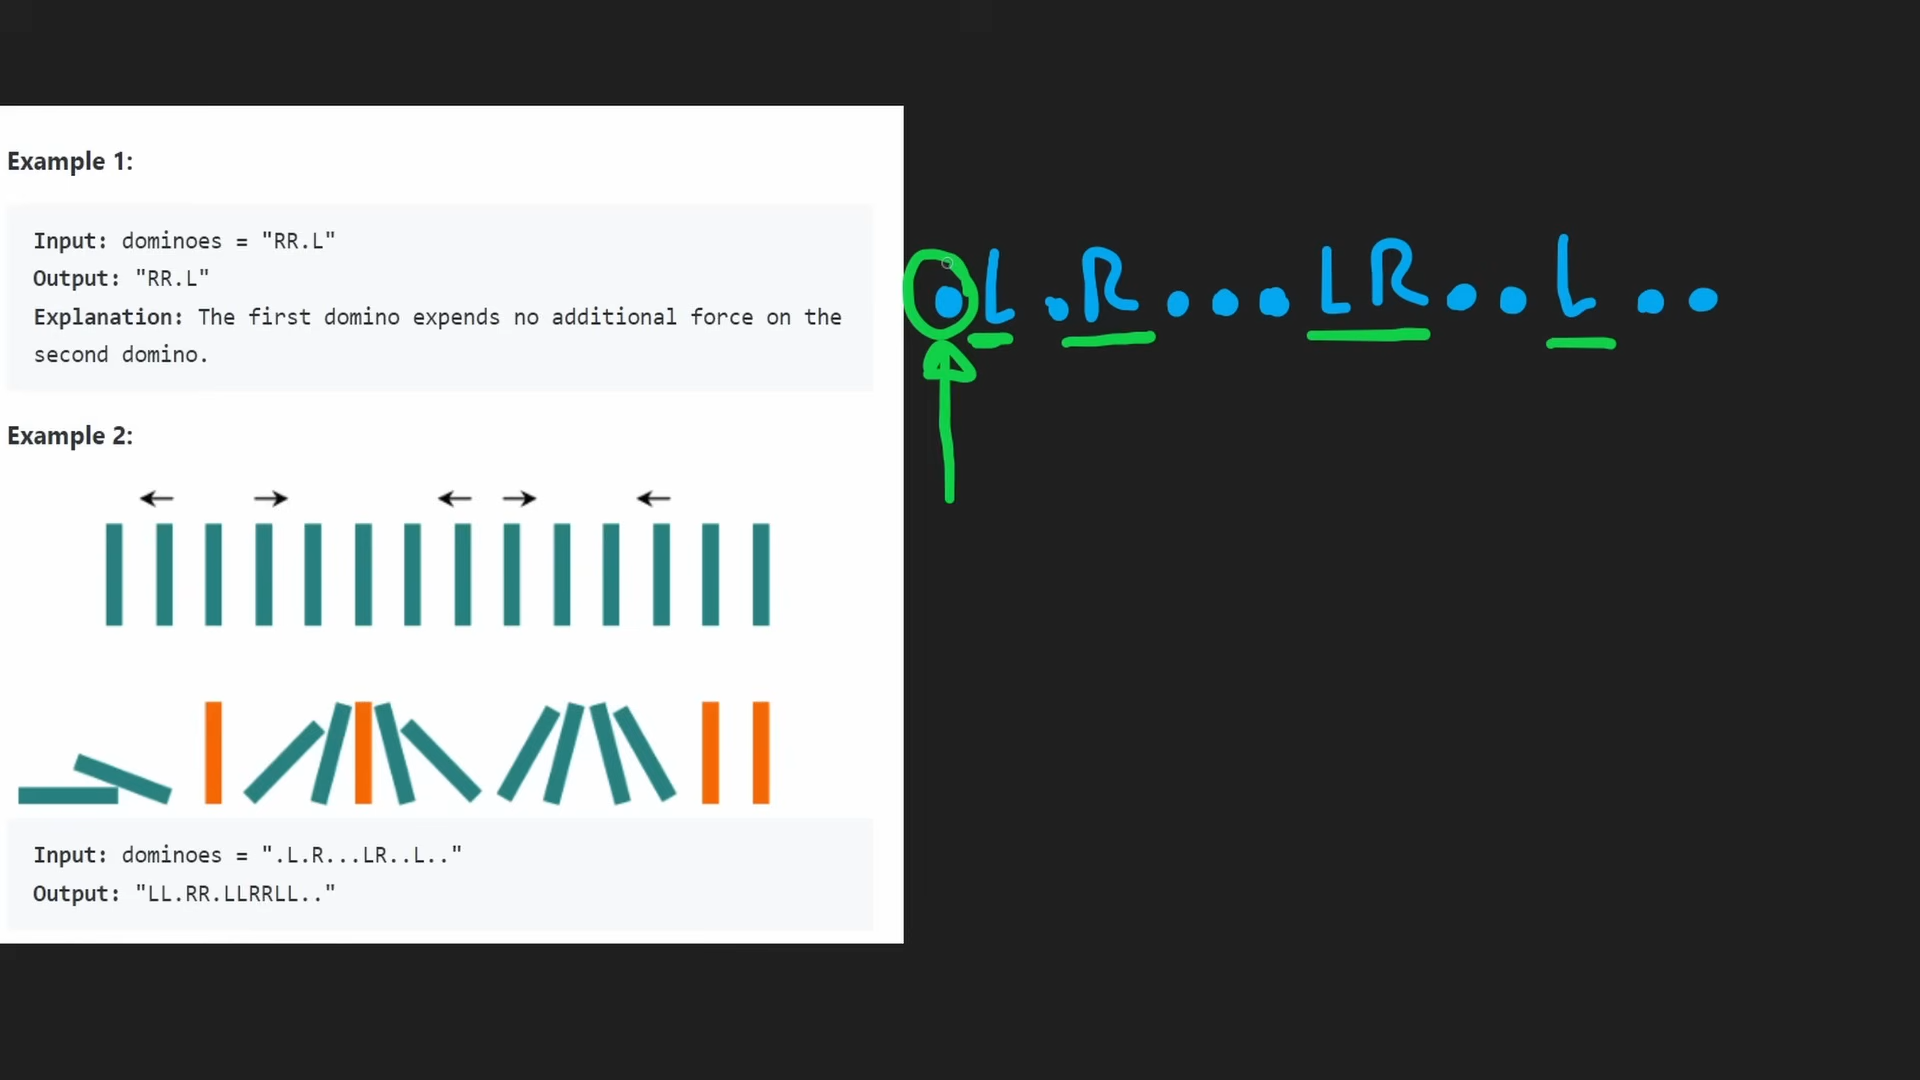 Example 1:
Input: dominoes = "RR.L"
Output: "RR.L"
Explanation: The first domino expends no additional force on the
second domino.
Example 2:
Input: dominoes = ".L.R...LR..L.."
Output: "LL.RR.LLRRLL.."
.L.R...LR..L..